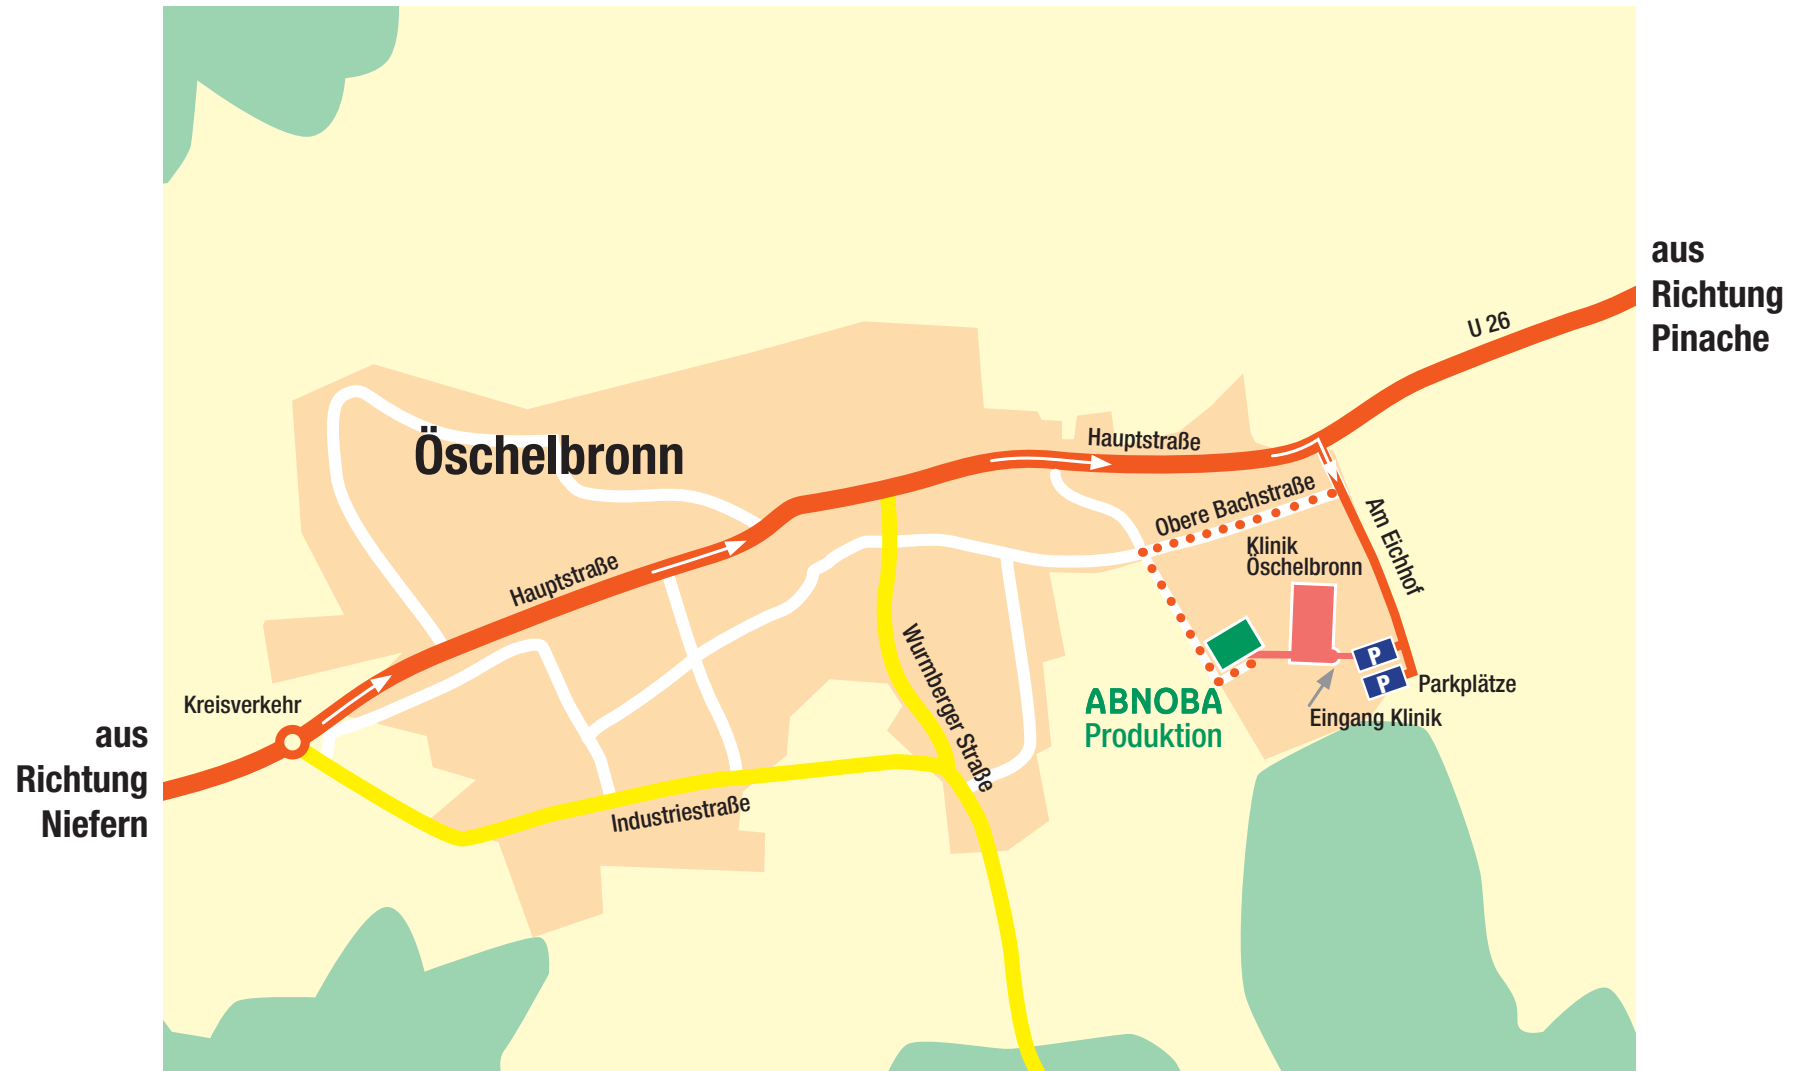 aus
Richtung
Pinache
U 26
Hauptstraße
Öschelbronn
Obere Bachstraße
Am Eichhof
Klinik
Öschelbronn
Hauptstraße
Wurmberger Straße
P
P
Parkplätze
Kreisverkehr
ABNOBA
Produktion
Eingang Klinik
aus
Richtung
Niefern
Industriestraße